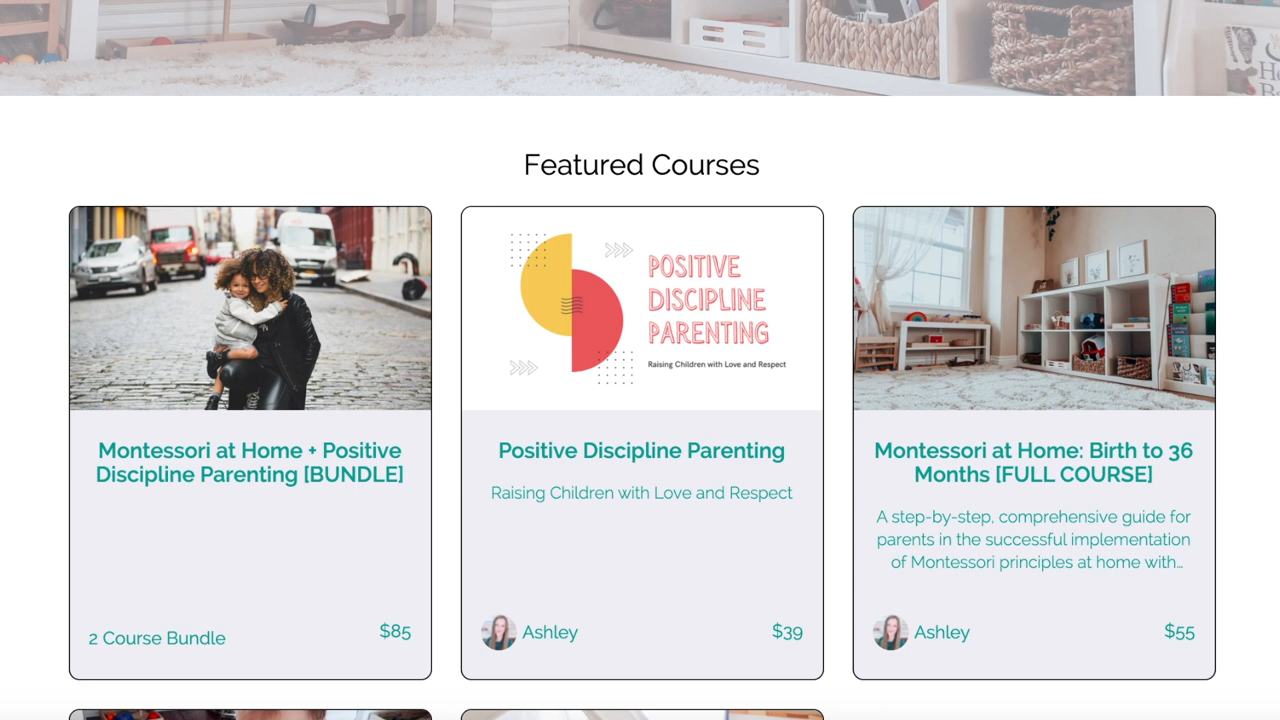 Featured Courses
POSITIVE
DISCIPLINE
PARENTING
Raising Children with Love and Respect
Montessori at Home + Positive
Discipline Parenting [BUNDLE]
2 Course Bundle
$85
Positive Discipline Parenting
Raising Children with Love and Respect
Ashley
$39
Montessori at Home: Birth to 36
Months [FULL COURSE]
A step-by-step, comprehensive guide for
parents in the successful implementation
of Montessori principles at home with…
Ashley
$55